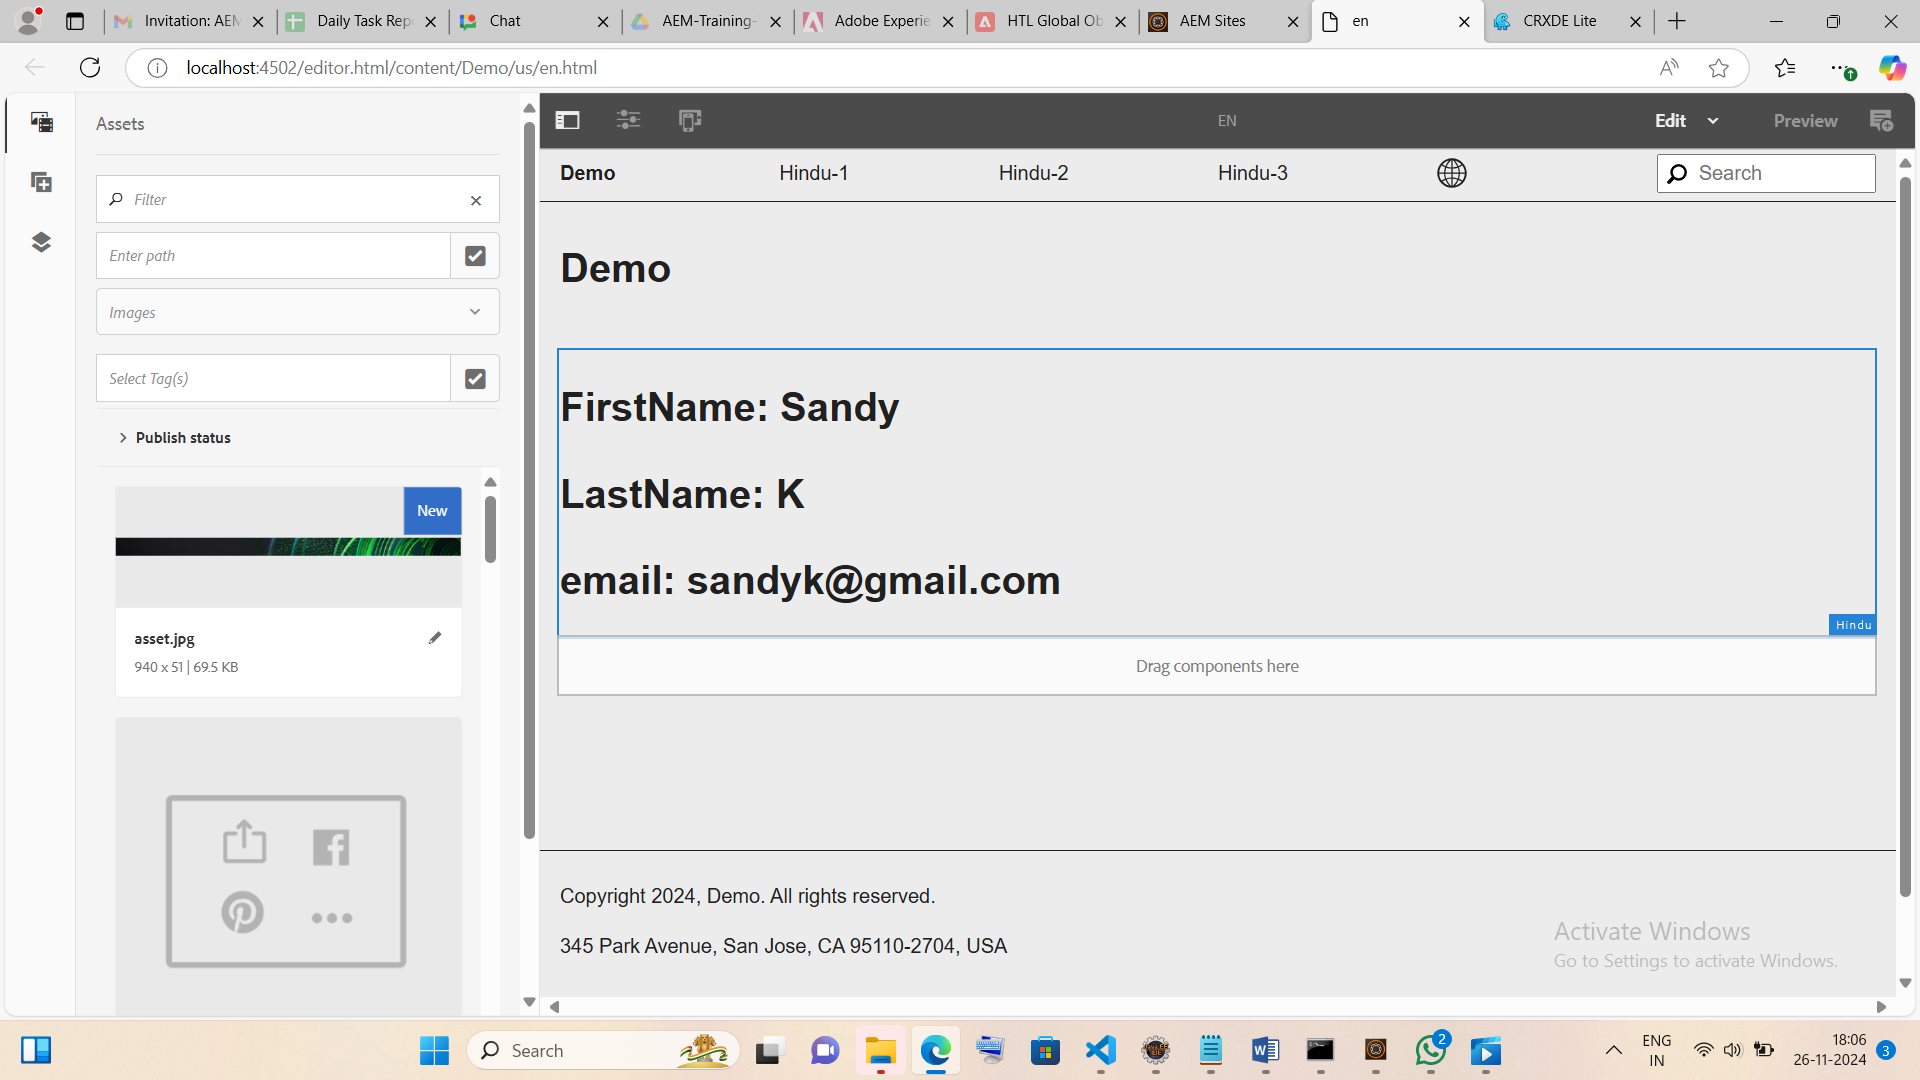 Invitation: AEM
Daily Task Rep
Chat
AEM-Training-
Adobe Experie
HTL Global Ob
AEM Sites
en
CRXDE Lite
localhost:4502/editor.html/content/Demo/us/en.html
Assets
Filter
Enter path
Images
Select Tag(s)
Publish status
New
asset.jpg
940 x 51 | 69.5 KB
EN
Edit
Preview
Demo
Hindu-1
Hindu-2
Hindu-3
Search
Demo
FirstName: Sandy
LastName: K
email: sandyk@gmail.com
Hindu
Drag components here
Copyright 2024, Demo. All rights reserved.
345 Park Avenue, San Jose, CA 95110-2704, USA
Activate Windows
Go to Settings to activate Windows.
Search
2
ENG
IN
18:06
26-11-2024
3